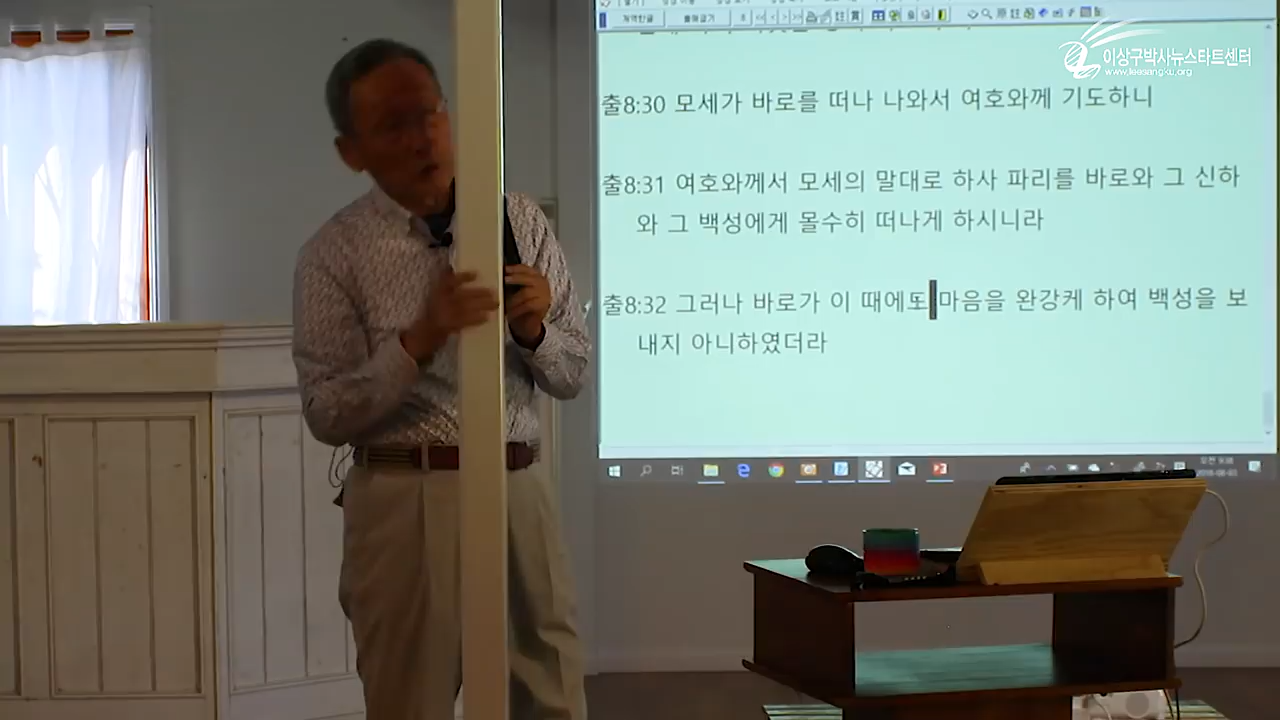 개역한글
이상구박사뉴스타트센터
www.leesangku.org
출8:30 모세가 바로를 떠나 나와서 여호와께 기도하니
출8:31 여호와께서 모세의 말대로 하사 파리를 바로와 그 신하
와 그 백성에게 몰수히 떠나게 하시니라
출8:32 그러나 바로가 이 때에도 마음을 완강케 하여 백성을 보
내지 아니하였더라